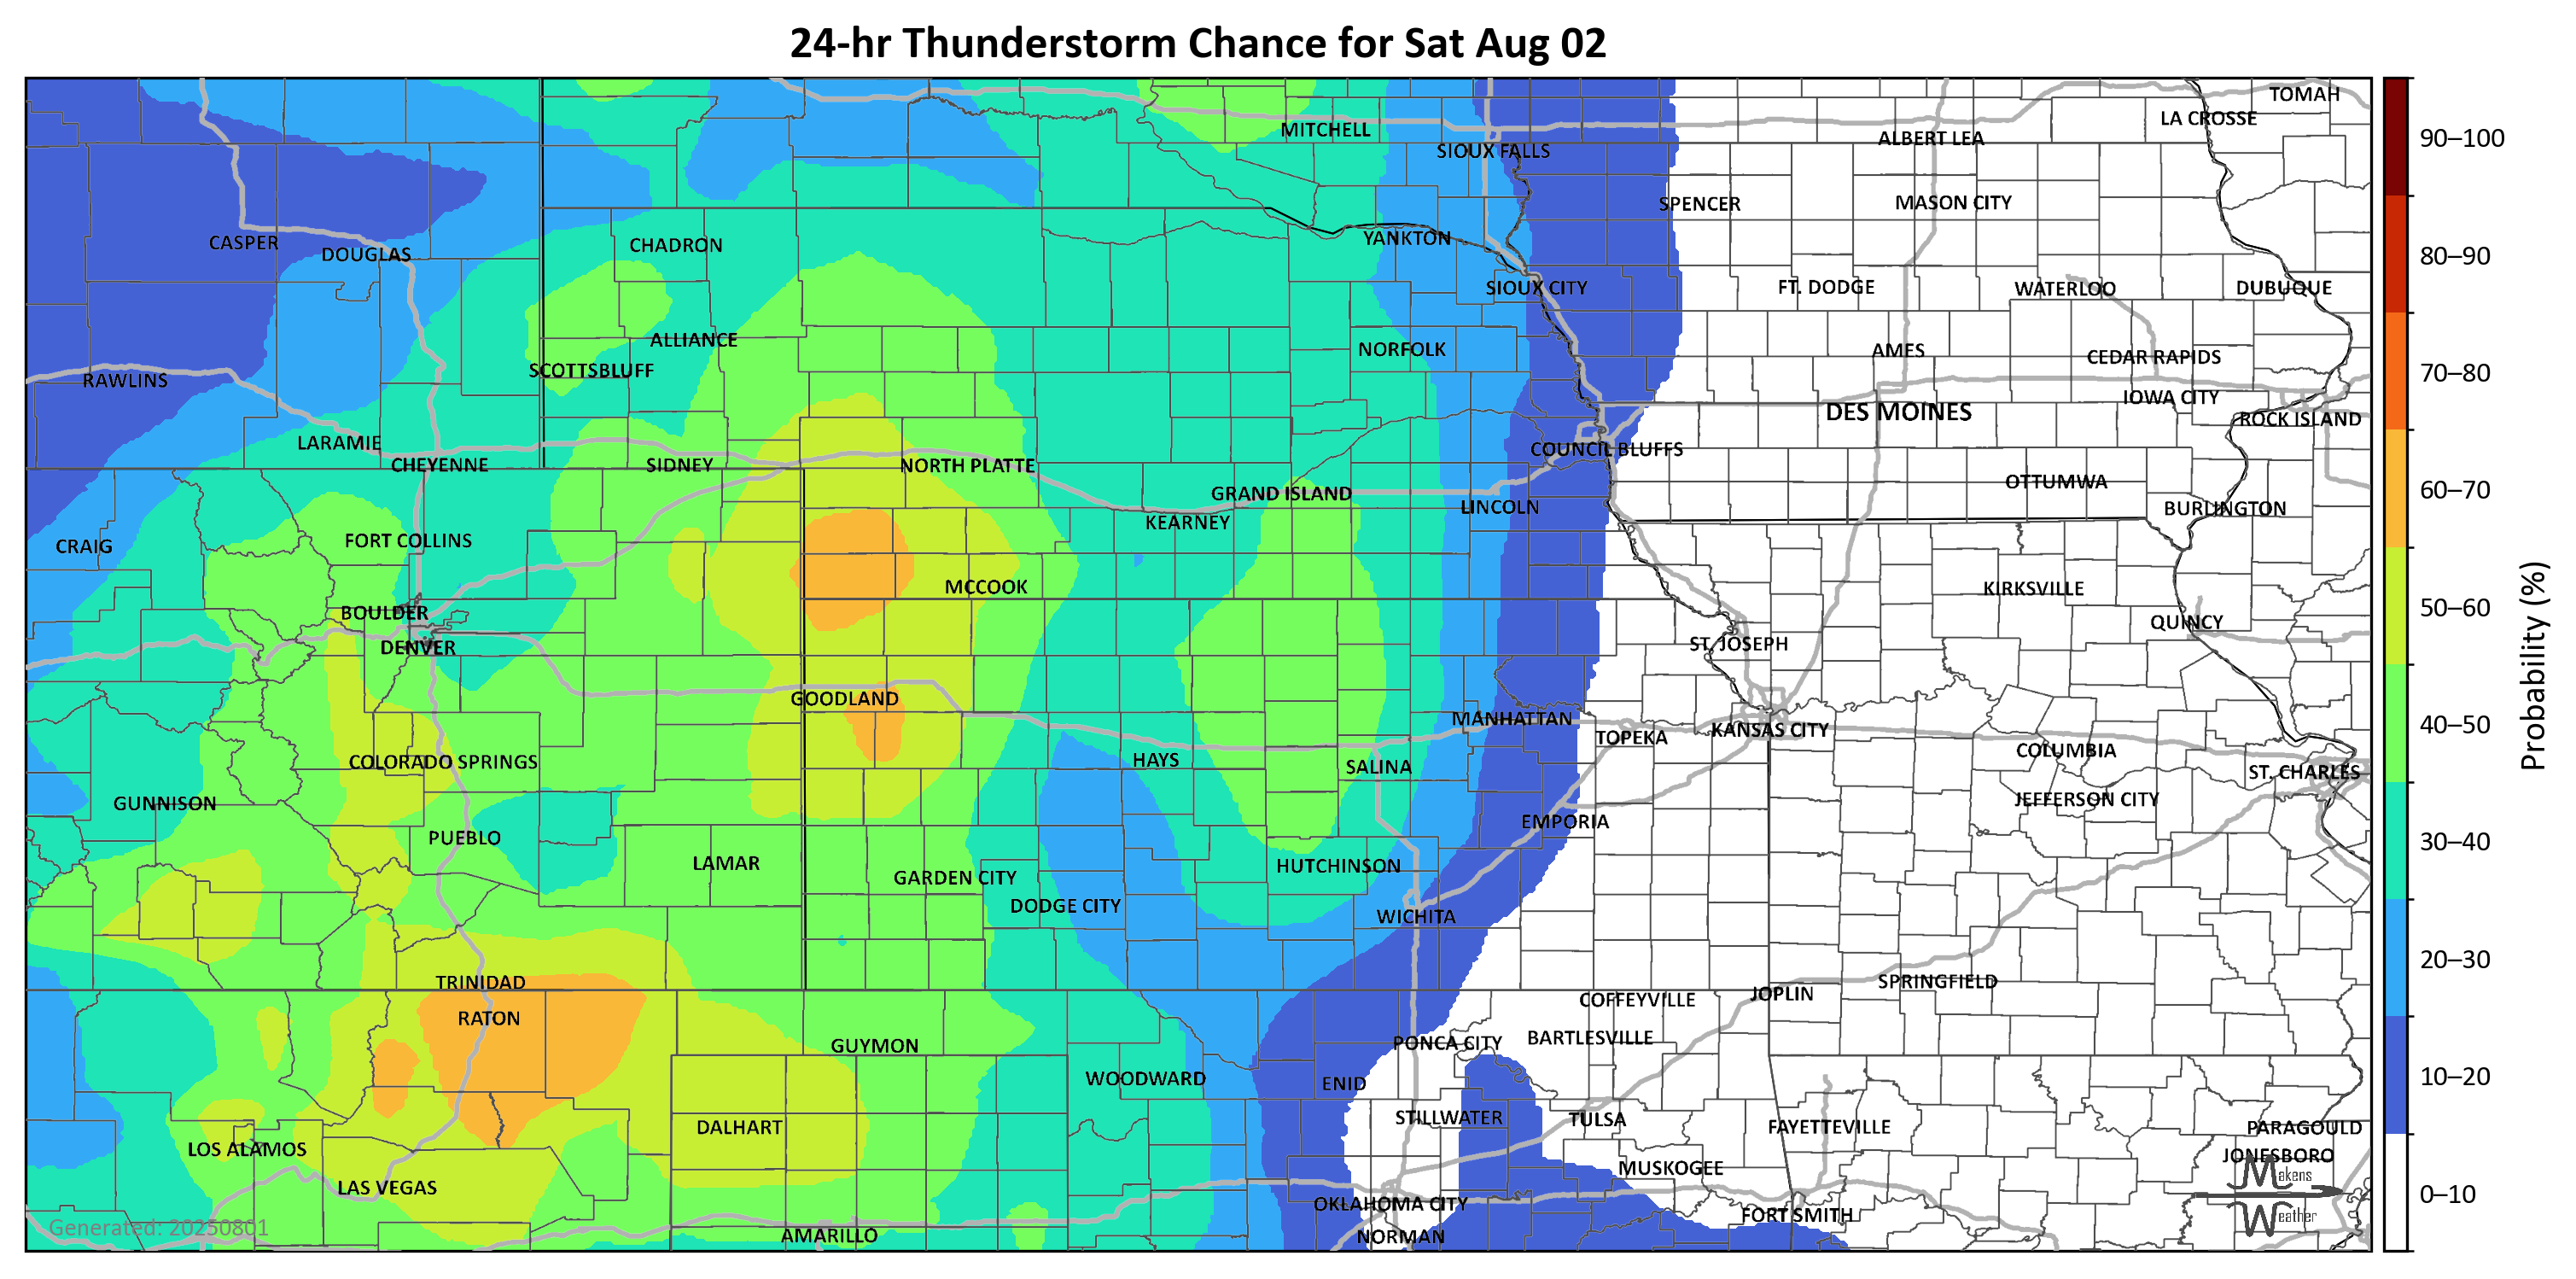 24-hr Thunderstorm Chance for Sat Aug 02
TOMAH
LA CROSSE
MITCHELL
ALBERT LEA
90–100
SIOUX FALLS
SPENCER
MASON CITY
CASPER
DOUGLAS
CHADRON
YANKTON
80–90
SIOUX CITY
FT. DODGE
WATERLOO
DUBUQUE
ALLIANCE
NORFOLK
AMES
CEDAR RAPIDS
SCOTTSBLUFF
70–80
RAWLINS
IOWA CITY
DES MOINES
ROCK ISLAND
LARAMIE
COUNCIL BLUFFS
CHEYENNE
SIDNEY
NORTH PLATTE
OTTUMWA
60–70
GRAND ISLAND
LINCOLN
BURLINGTON
KEARNEY
CRAIG
FORT COLLINS
MCCOOK
KIRKSVILLE
50–60
BOULDER
QUINCY
DENVER
ST. JOSEPH
GOODLAND
MANHATTAN
40–50
KANSAS CITY
TOPEKA
COLUMBIA
COLORADO SPRINGS
HAYS
SALINA
ST. CHARLES
GUNNISON
JEFFERSON CITY
EMPORIA
PUEBLO
30–40
LAMAR
HUTCHINSON
GARDEN CITY
DODGE CITY
WICHITA
20–30
TRINIDAD
SPRINGFIELD
JOPLIN
COFFEYVILLE
RATON
BARTLESVILLE
GUYMON
PONCA CITY
10–20
WOODWARD
ENID
STILLWATER
TULSA
DALHART
FAYETTEVILLE
PARAGOULD
LOS ALAMOS
JONESBORO
MUSKOGEE
Makens
LAS VEGAS
0–10
OKLAHOMA CITY
FORT SMITH
Weather
Generated: 20250801
AMARILLO
NORMAN
Probability (%)